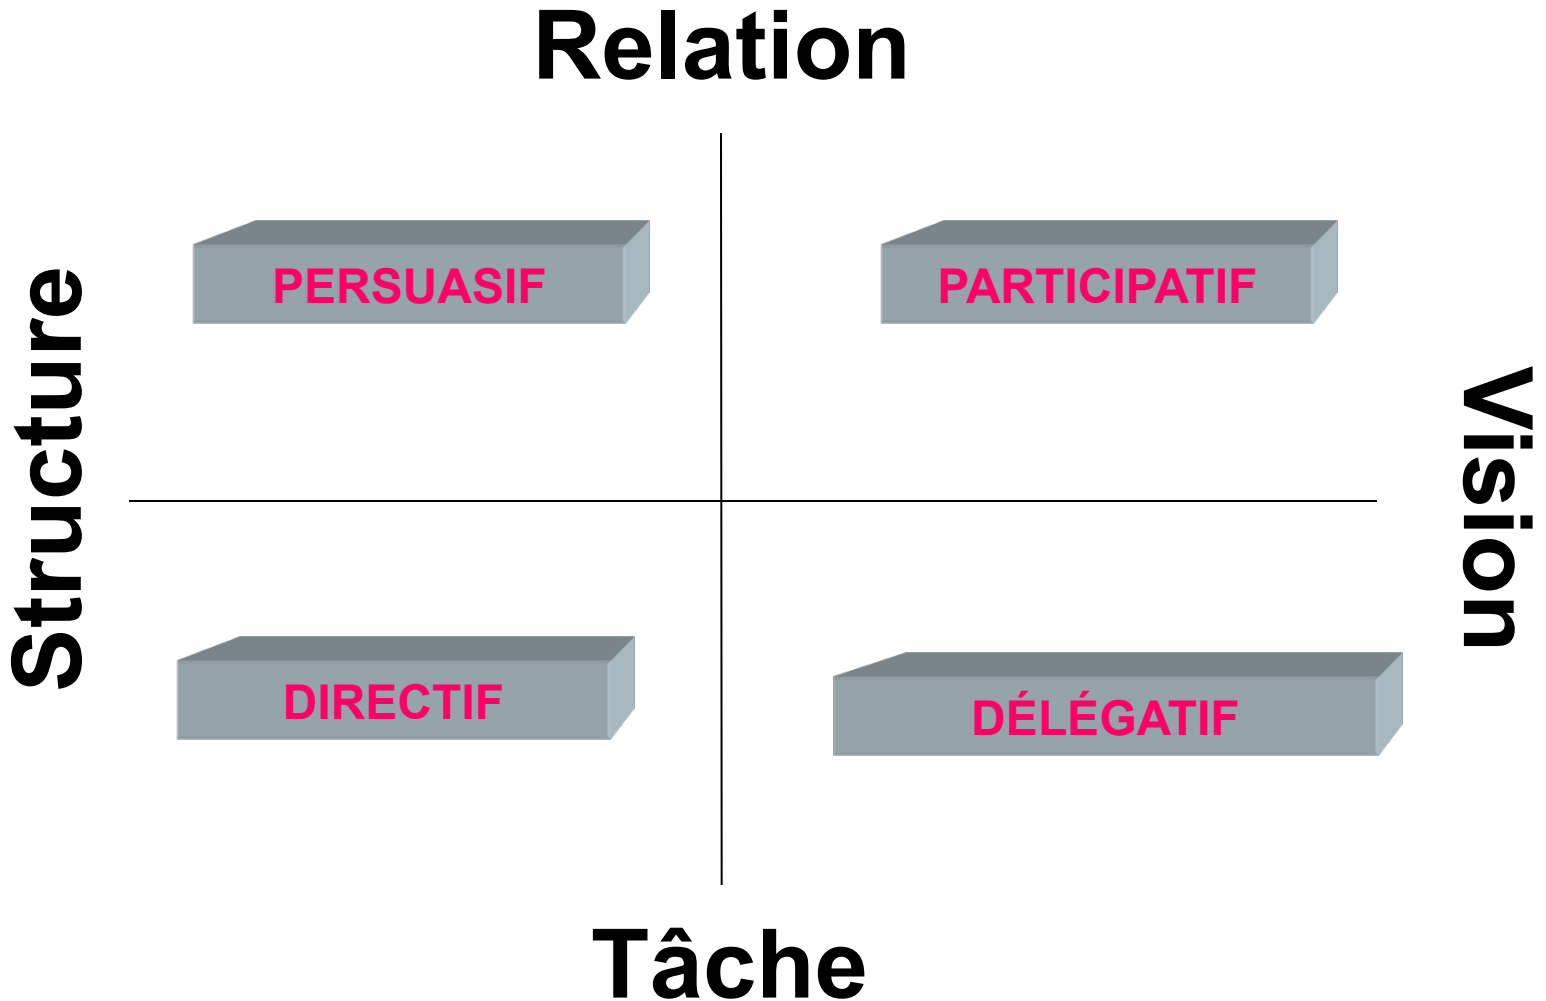 Relation
PERSUASIF
PARTICIPATIF
Structure
Vision
DIRECTIF
DÉLÉGATIF
Tâche